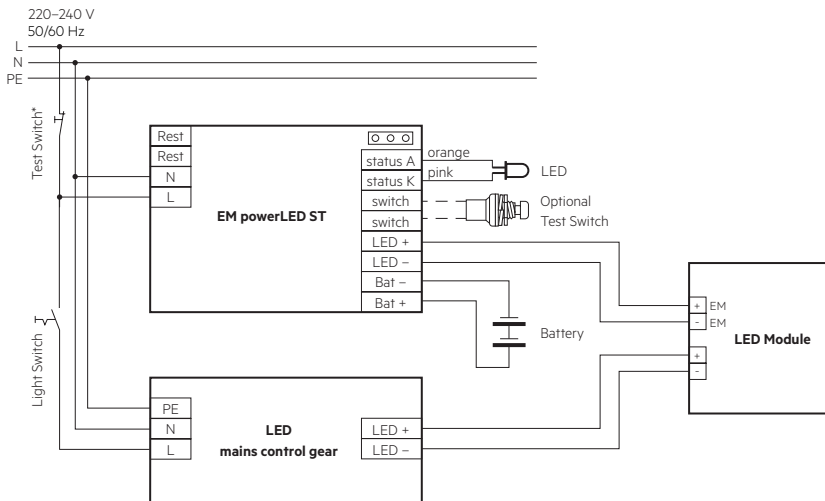 220–240 V
50/60 Hz
L
N
PE
Test Switch*
Light Switch
Rest
Rest
N
L
EM powerLED ST
status A
status K
switch
switch
LED +
LED –
Bat –
Bat +
orange
pink
LED
Optional
Test Switch
Battery
+ EM
- EM
+
-
LED Module
PE
N
L
LED
mains control gear
LED +
LED –